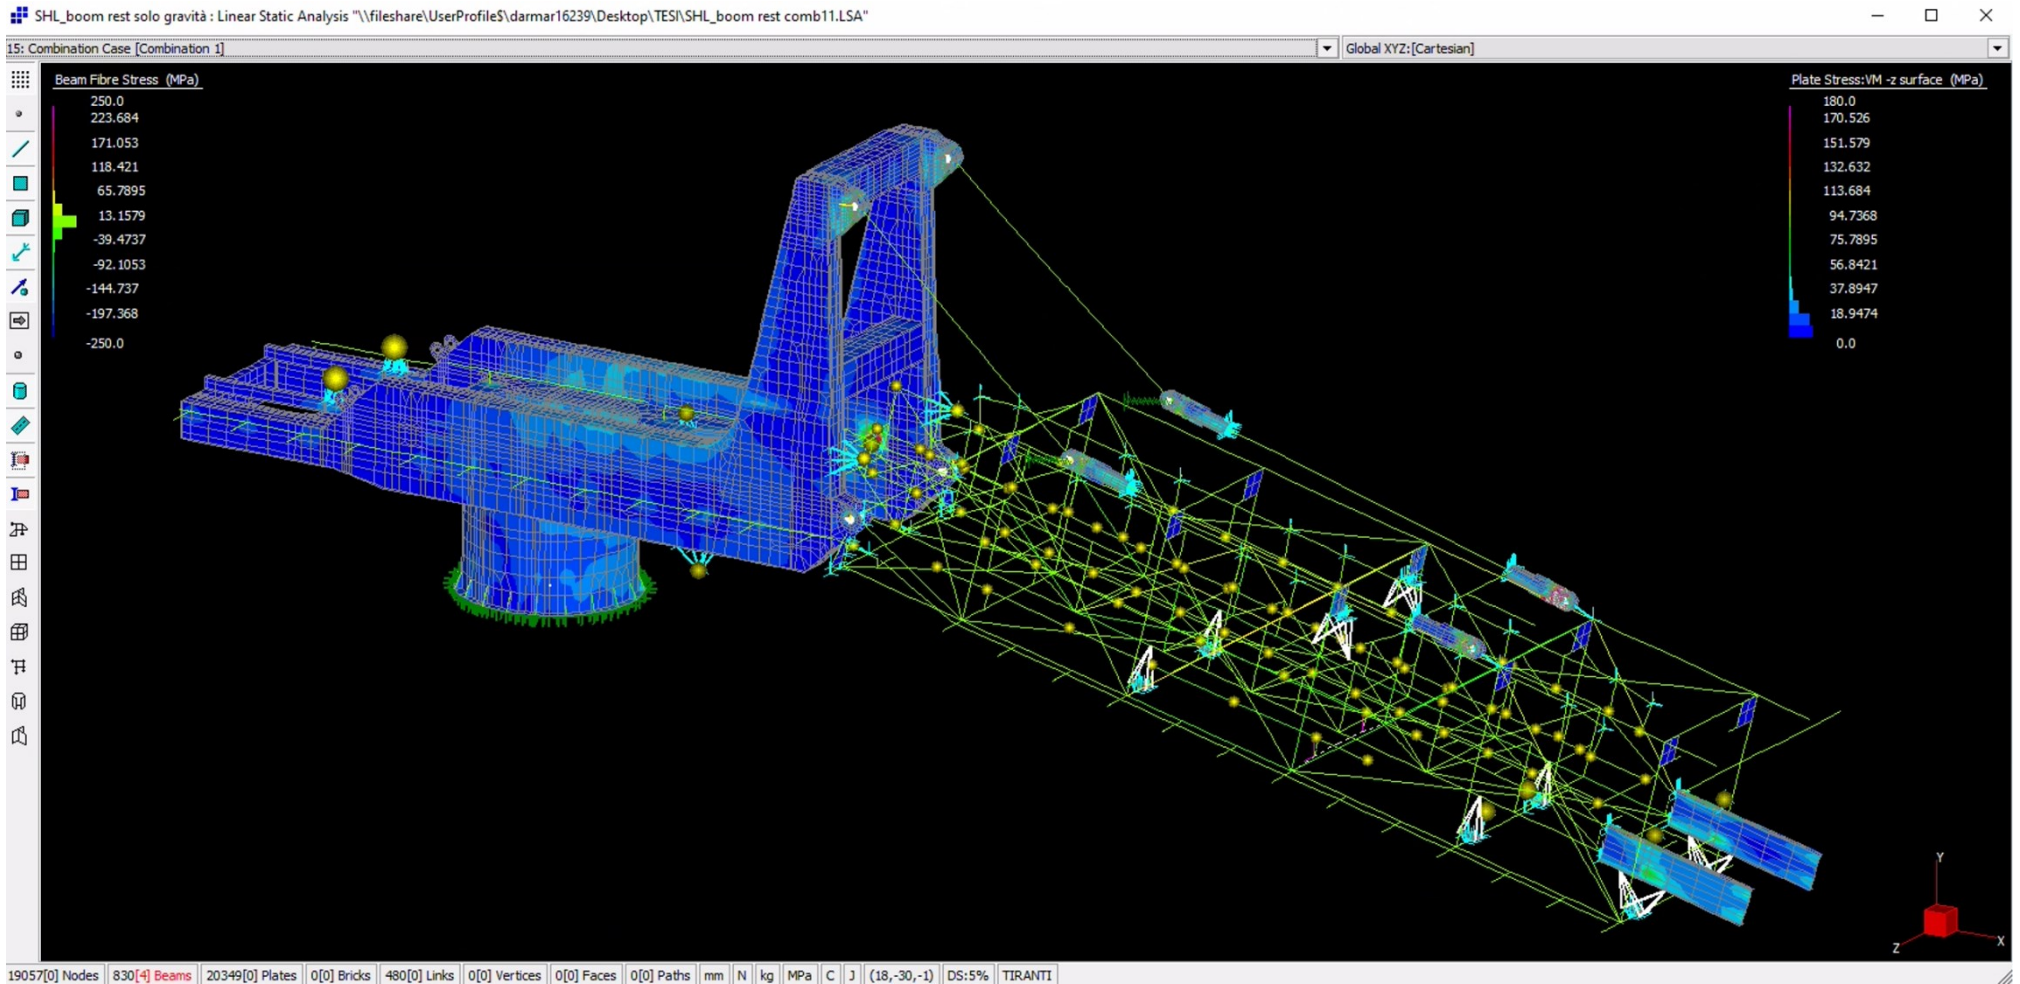 SHL_boom rest solo gravità : Linear Static Analysis "\\fileshare\UserProfile$\darmar16239\Desktop\TESI\SHL_boom rest comb11.LSA"
15: Combination Case [Combination 1]
Global XYZ:[Cartesian]
Beam Fibre Stress (MPa)
250.0
223.684
171.053
118.421
65.7895
13.1579
-39.4737
-92.1053
-144.737
-197.368
-250.0
Plate Stress:VM -z surface (MPa)
180.0
170.526
151.579
132.632
113.684
94.7368
75.7895
56.8421
37.8947
18.9474
0.0
Y
Z
X
19057[0] Nodes 830[4] Beams 20349[0] Plates 0[0] Bricks 480[0] Links 0[0] Vertices 0[0] Faces 0[0] Paths mm N kg MPa C J (18,-30,-1) DS:5% TIRANTI